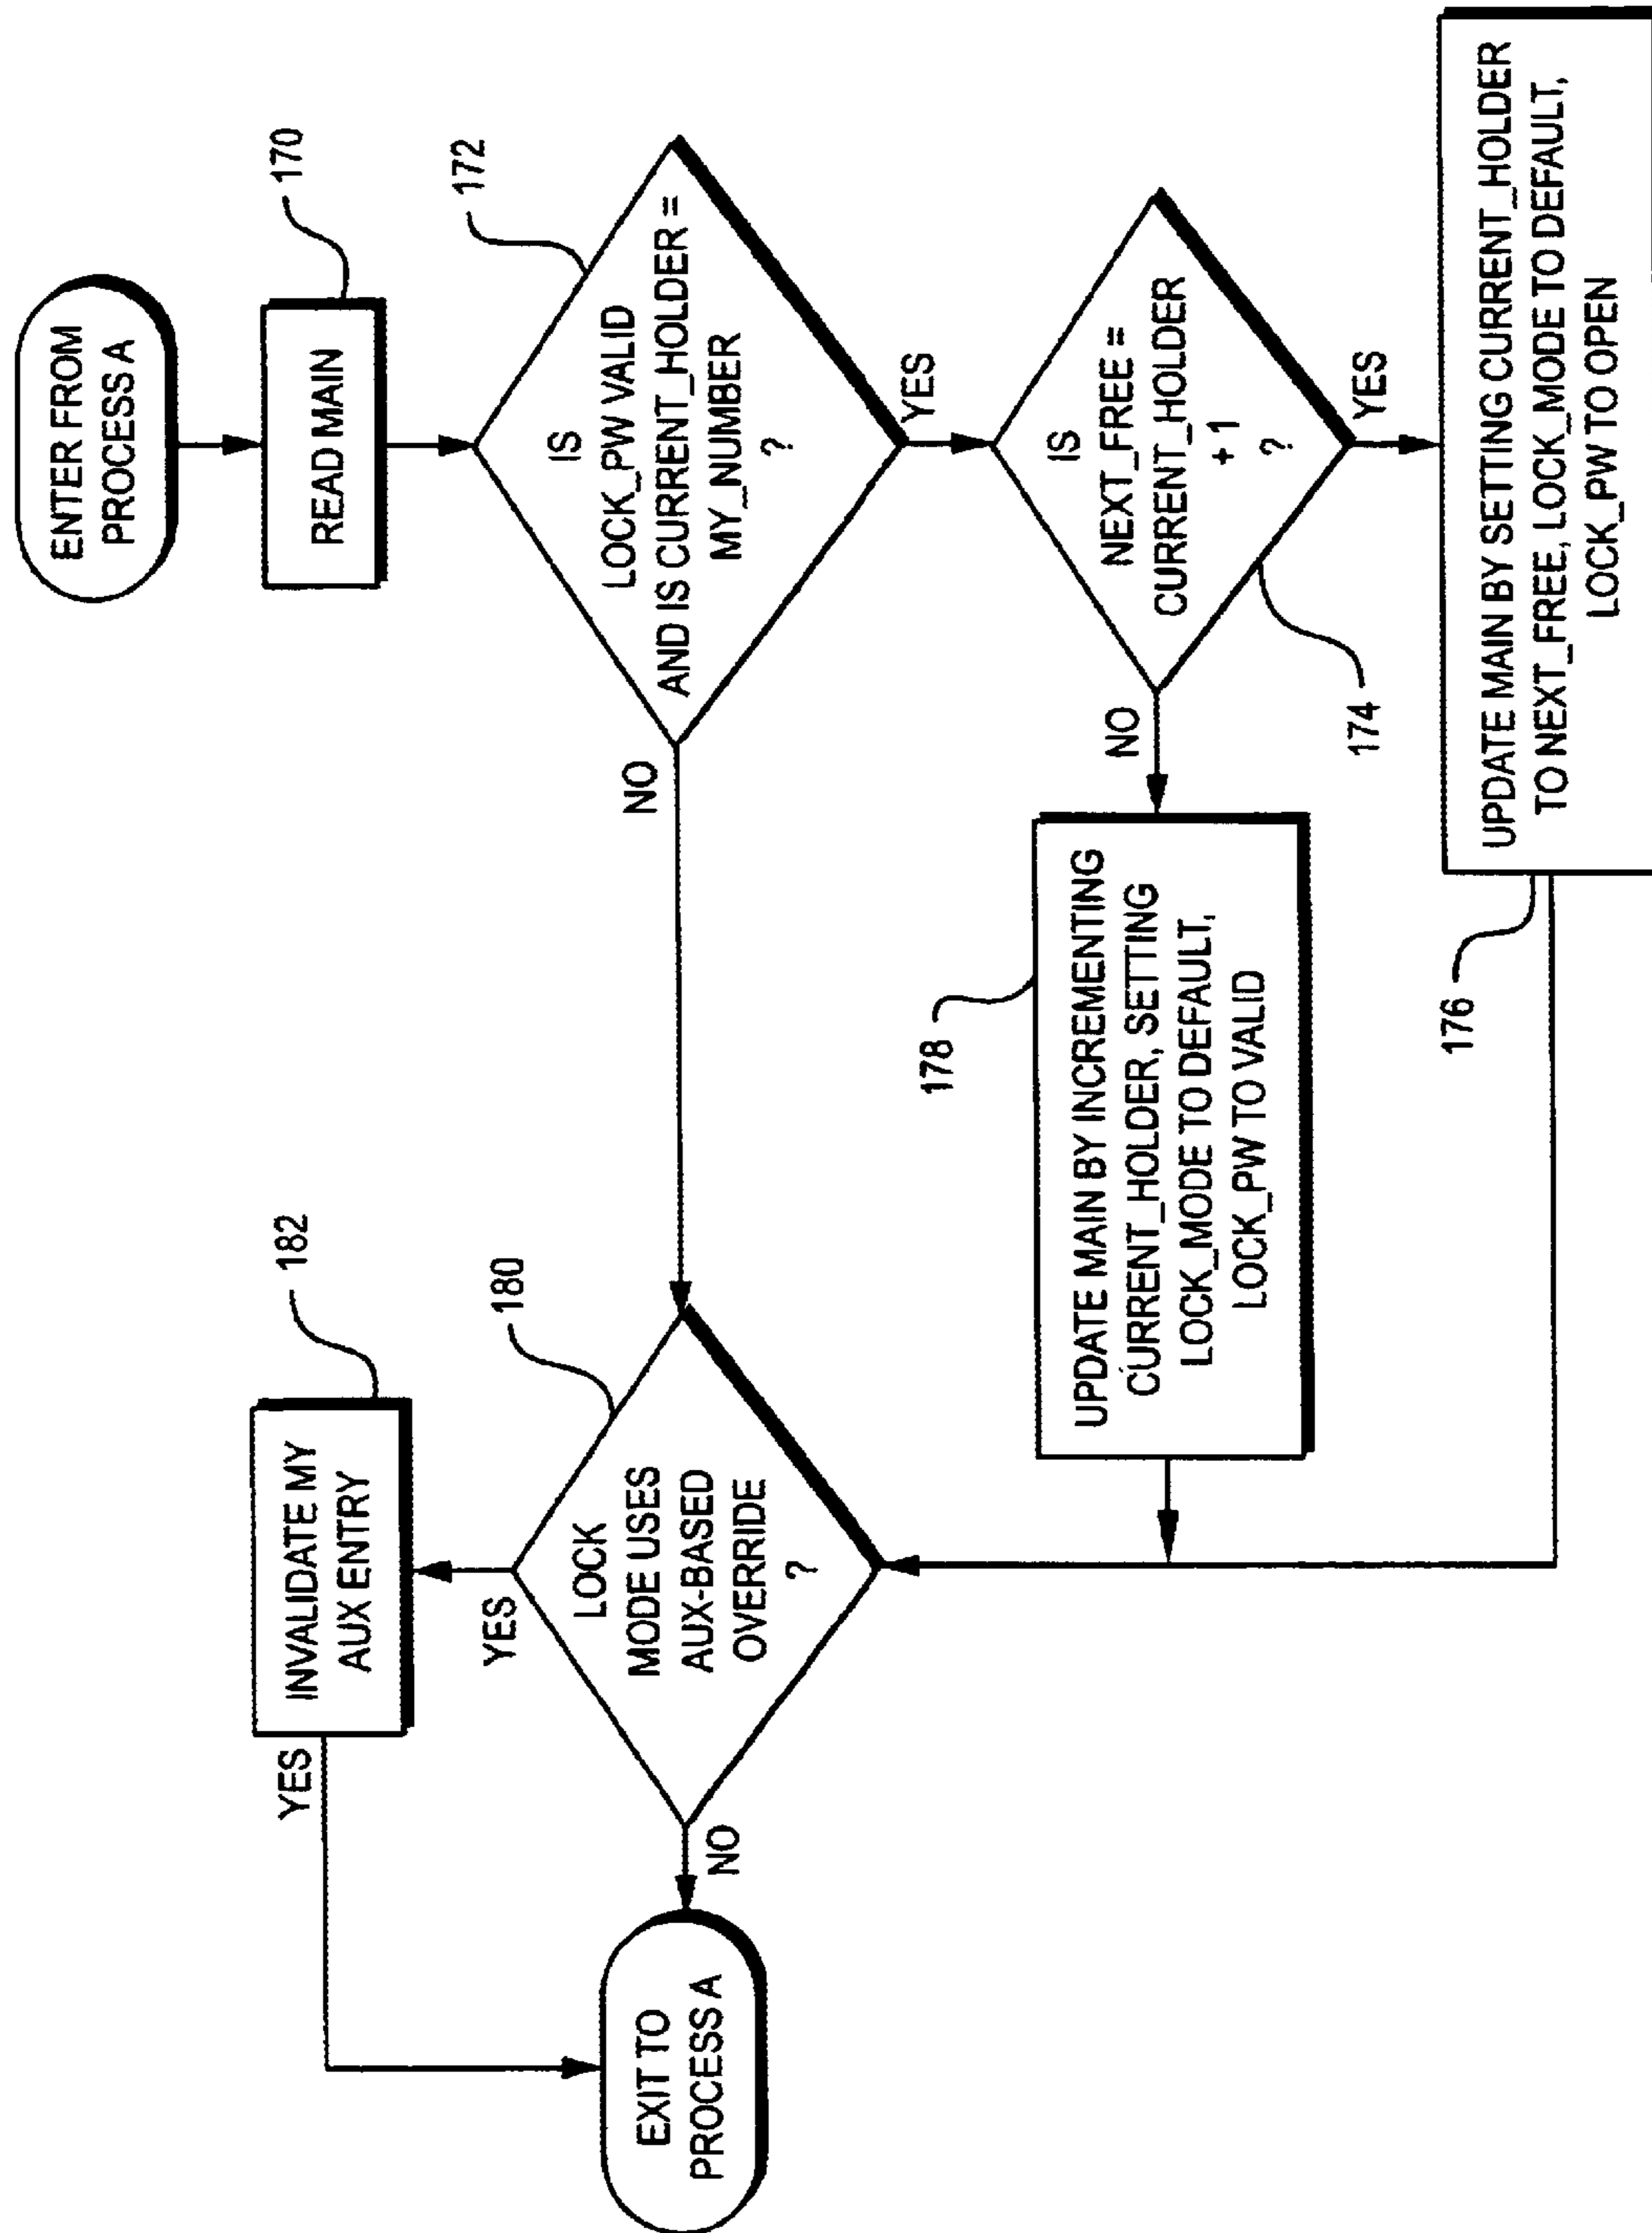 ENTER FROM
PROCESS A
READ MAIN
170
IS
LOCK_PW VALID
AND IS CURRENT_HOLDER =
MY_NUMBER
?
172
NO
YES
IS
NEXT_FREE =
CURRENT_HOLDER
+ 1
?
174
NO
YES
UPDATE MAIN BY SETTING CURRENT_HOLDER
TO NEXT_FREE, LOCK_MODE TO DEFAULT,
LOCK_PW TO OPEN
176
UPDATE MAIN BY INCREMENTING
CURRENT_HOLDER, SETTING
LOCK_MODE TO DEFAULT,
LOCK_PW TO VALID
178
LOCK
MODE USES
AUX-BASED
OVERRIDE
?
180
YES
NO
INVALIDATE MY
AUX ENTRY
182
YES
EXIT TO
PROCESS A